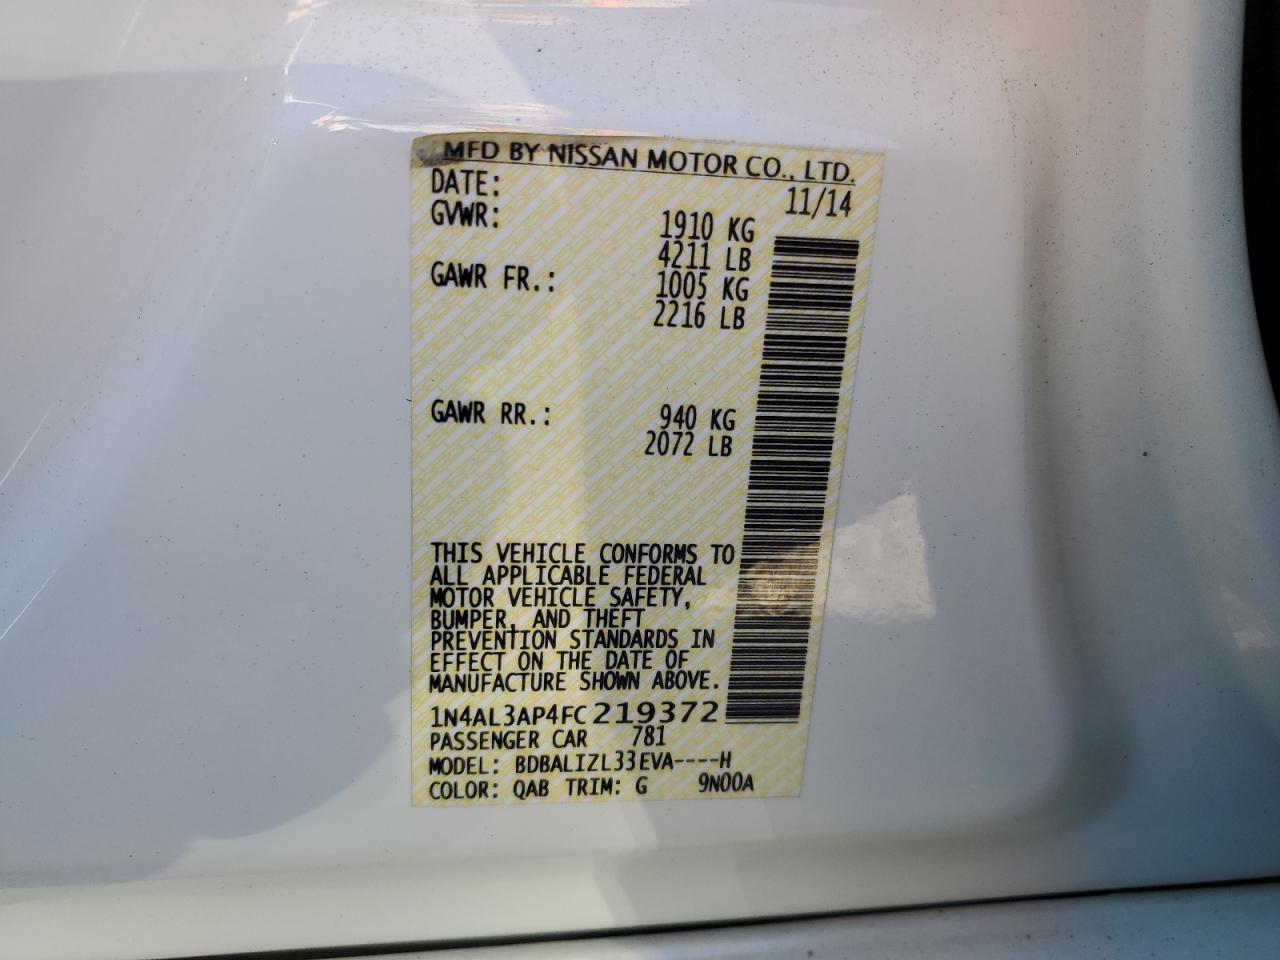 MFD BY NISSAN MOTOR CO., LTD.
DATE: 11/14
GVWR: 1910 KG
4211 LB
GAWR FR.: 1005 KG
2216 LB
GAWR RR.: 940 KG
2072 LB
THIS VEHICLE CONFORMS TO
ALL APPLICABLE FEDERAL
MOTOR VEHICLE SAFETY,
BUMPER, AND THEFT
PREVENTION STANDARDS IN
EFFECT ON THE DATE OF
MANUFACTURE SHOWN ABOVE.
1N4AL3AP4FC219372
PASSENGER CAR 781
MODEL: BDBALIZL33EVA----H
COLOR: QAB TRIM: G 9N00A